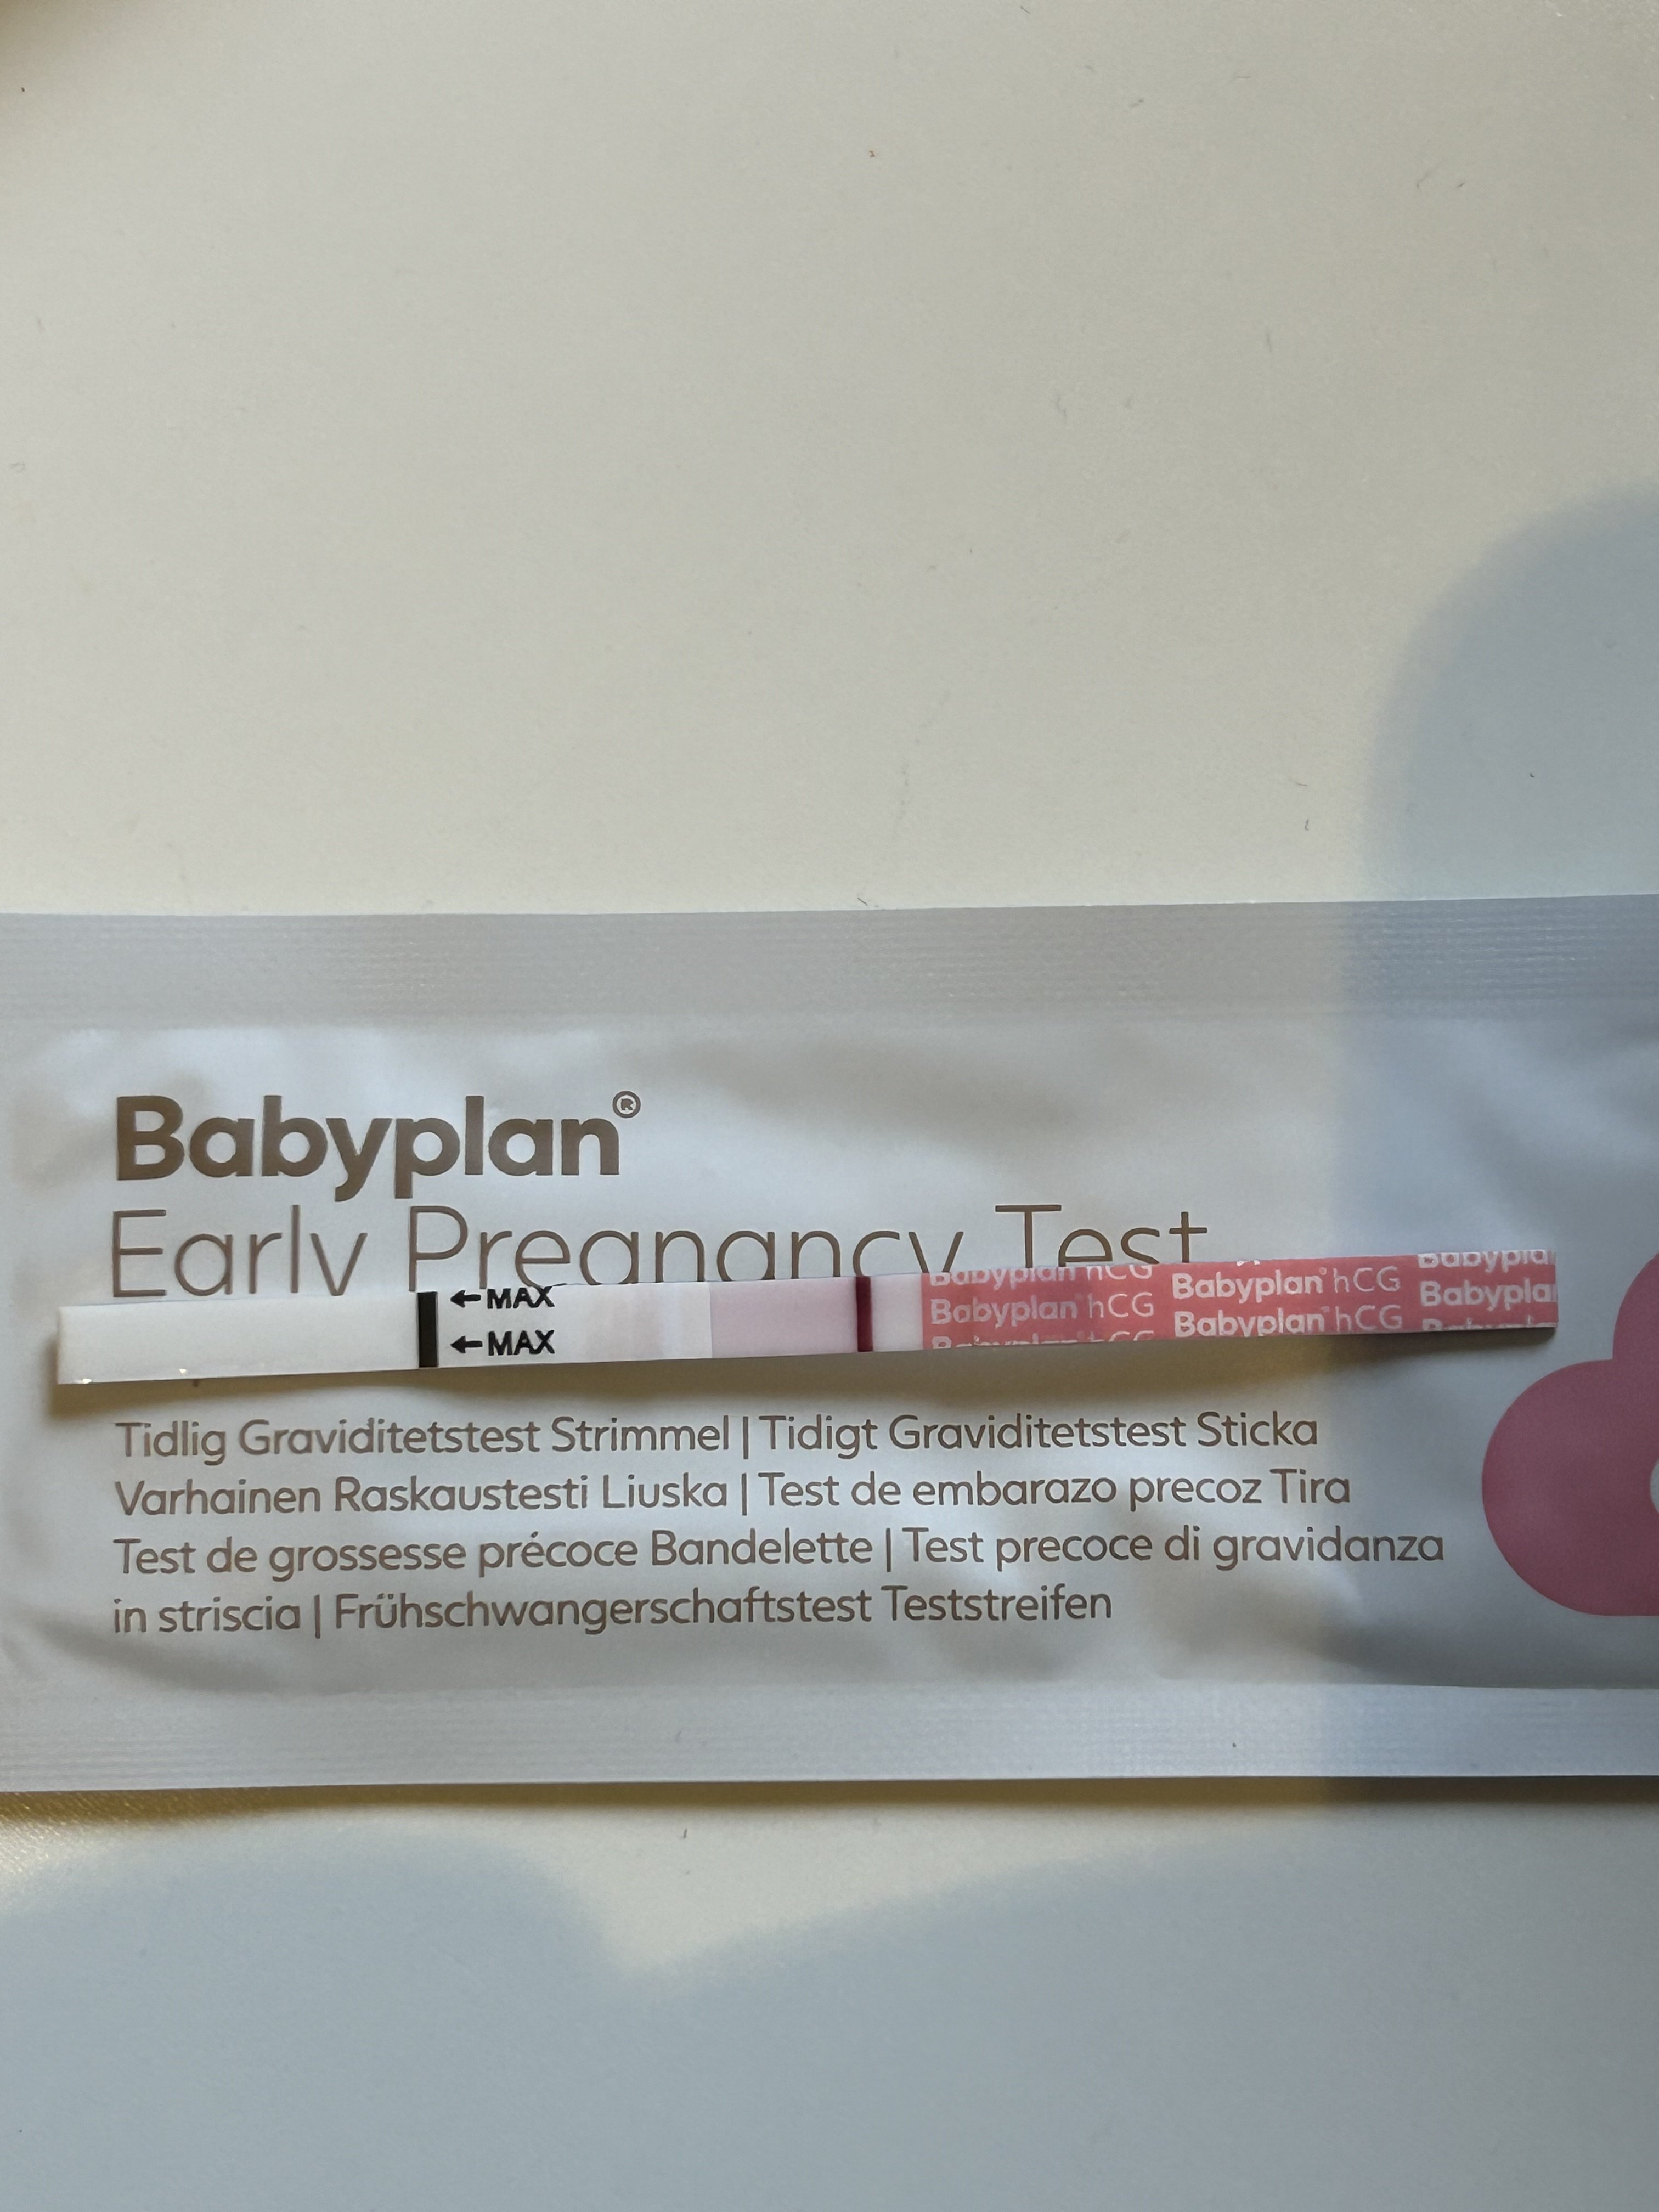 Babyplan®
Early Pregnancy Test
←MAX
←MAX
Babyplan hCG
Babyplan hCG
Babyplan hCG
Babyplan hCG
Tidlig Graviditetstest Strimmel | Tidigt Graviditetstest Sticka
Varhainen Raskaustesti Liuska | Test de embarazo precoz Tira
Test de grossesse précoce Bandelette | Test precoce di gravidanza
in striscia | Frühschwangerschaftstest Teststreifen